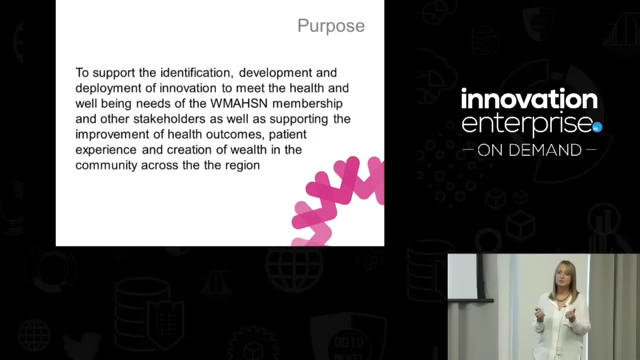 Purpose
To support the identification, development and
deployment of innovation to meet the health and
well being needs of the WMAHSN membership
and other stakeholders as well as supporting the
improvement of health outcomes, patient
experience and creation of wealth in the
community across the the region
innovation
enterprise
ON DEMAND
0010